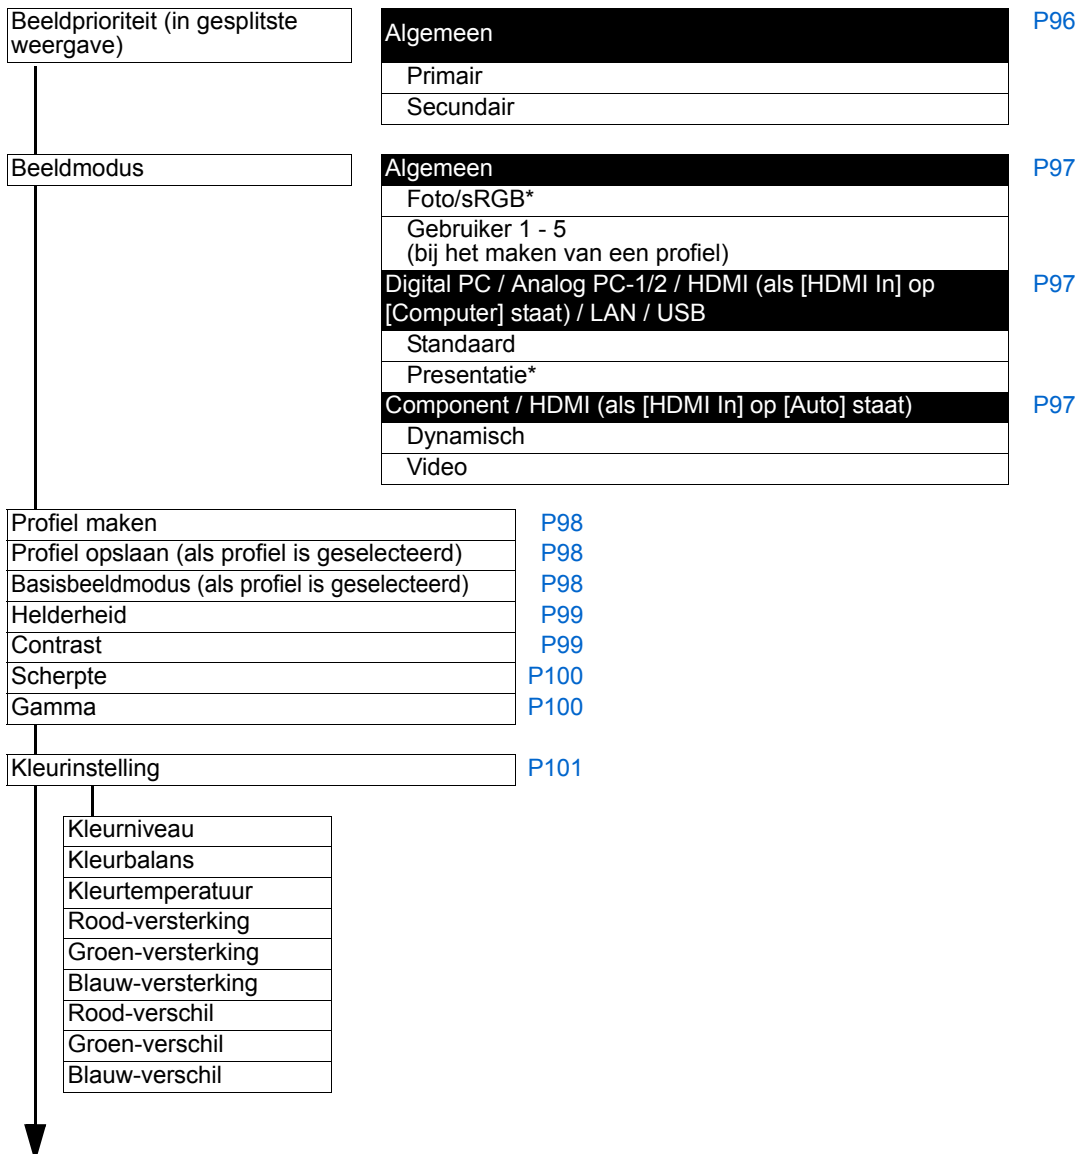 Beeldprioriteit (in gesplitste
weergave)
Algemeen
P96
Primair
Secundair
Beeldmodus
Algemeen
P97
Foto/sRGB*
Gebruiker 1 - 5
(bij het maken van een profiel)
Digital PC / Analog PC-1/2 / HDMI (als [HDMI In] op
[Computer] staat) / LAN / USB
P97
Standaard
Presentatie*
Component / HDMI (als [HDMI In] op [Auto] staat)
P97
Dynamisch
Video
Profiel maken
P98
Profiel opslaan (als profiel is geselecteerd)
P98
Basisbeeldmodus (als profiel is geselecteerd)
P98
Helderheid
P99
Contrast
P99
Scherpte
P100
Gamma
P100
Kleurinstelling
P101
Kleurniveau
Kleurbalans
Kleurtemperatuur
Rood-versterking
Groen-versterking
Blauw-versterking
Rood-verschil
Groen-verschil
Blauw-verschil